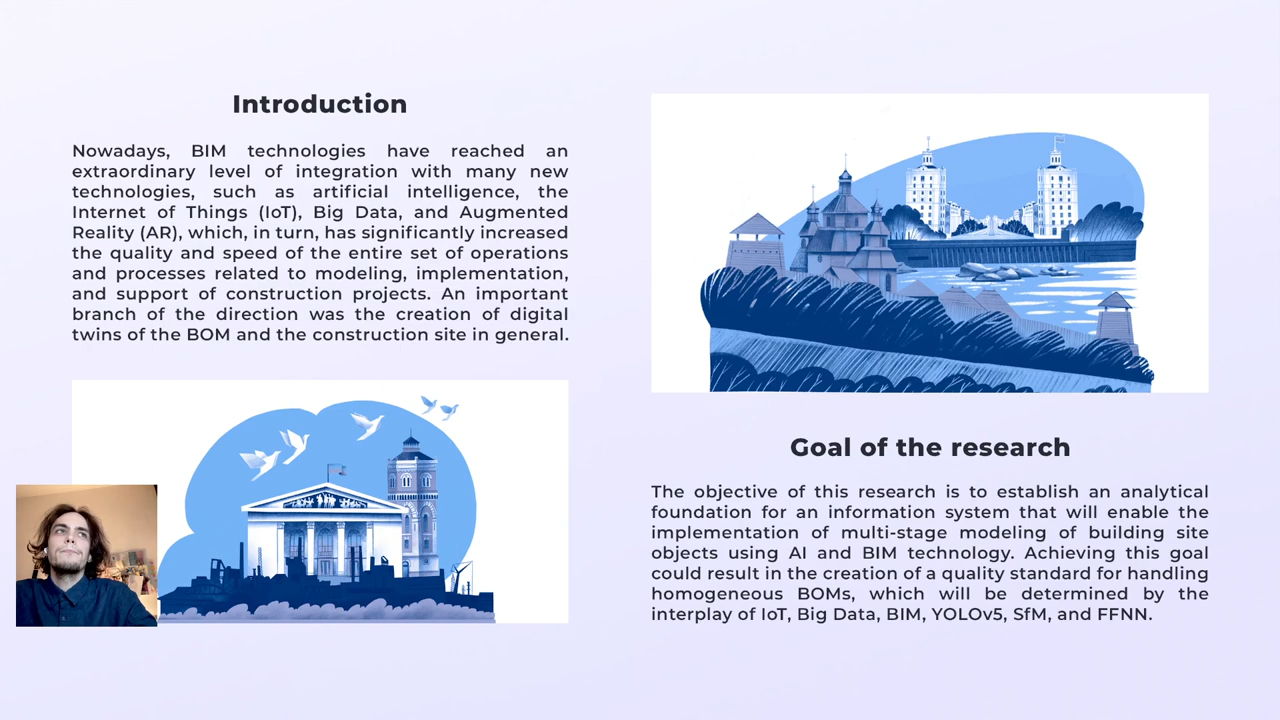 Introduction
Nowadays, BIM technologies have reached an
extraordinary level of integration with many new
technologies, such as artificial intelligence, the
Internet of Things (IoT), Big Data, and Augmented
Reality (AR), which, in turn, has significantly increased
the quality and speed of the entire set of operations
and processes related to modeling, implementation,
and support of construction projects. An important
branch of the direction was the creation of digital
twins of the BOM and the construction site in general.
Goal of the research
The objective of this research is to establish an analytical
foundation for an information system that will enable the
implementation of multi-stage modeling of building site
objects using AI and BIM technology. Achieving this goal
could result in the creation of a quality standard for handling
homogeneous BOMs, which will be determined by the
interplay of IoT, Big Data, BIM, YOLOv5, SfM, and FFNN.